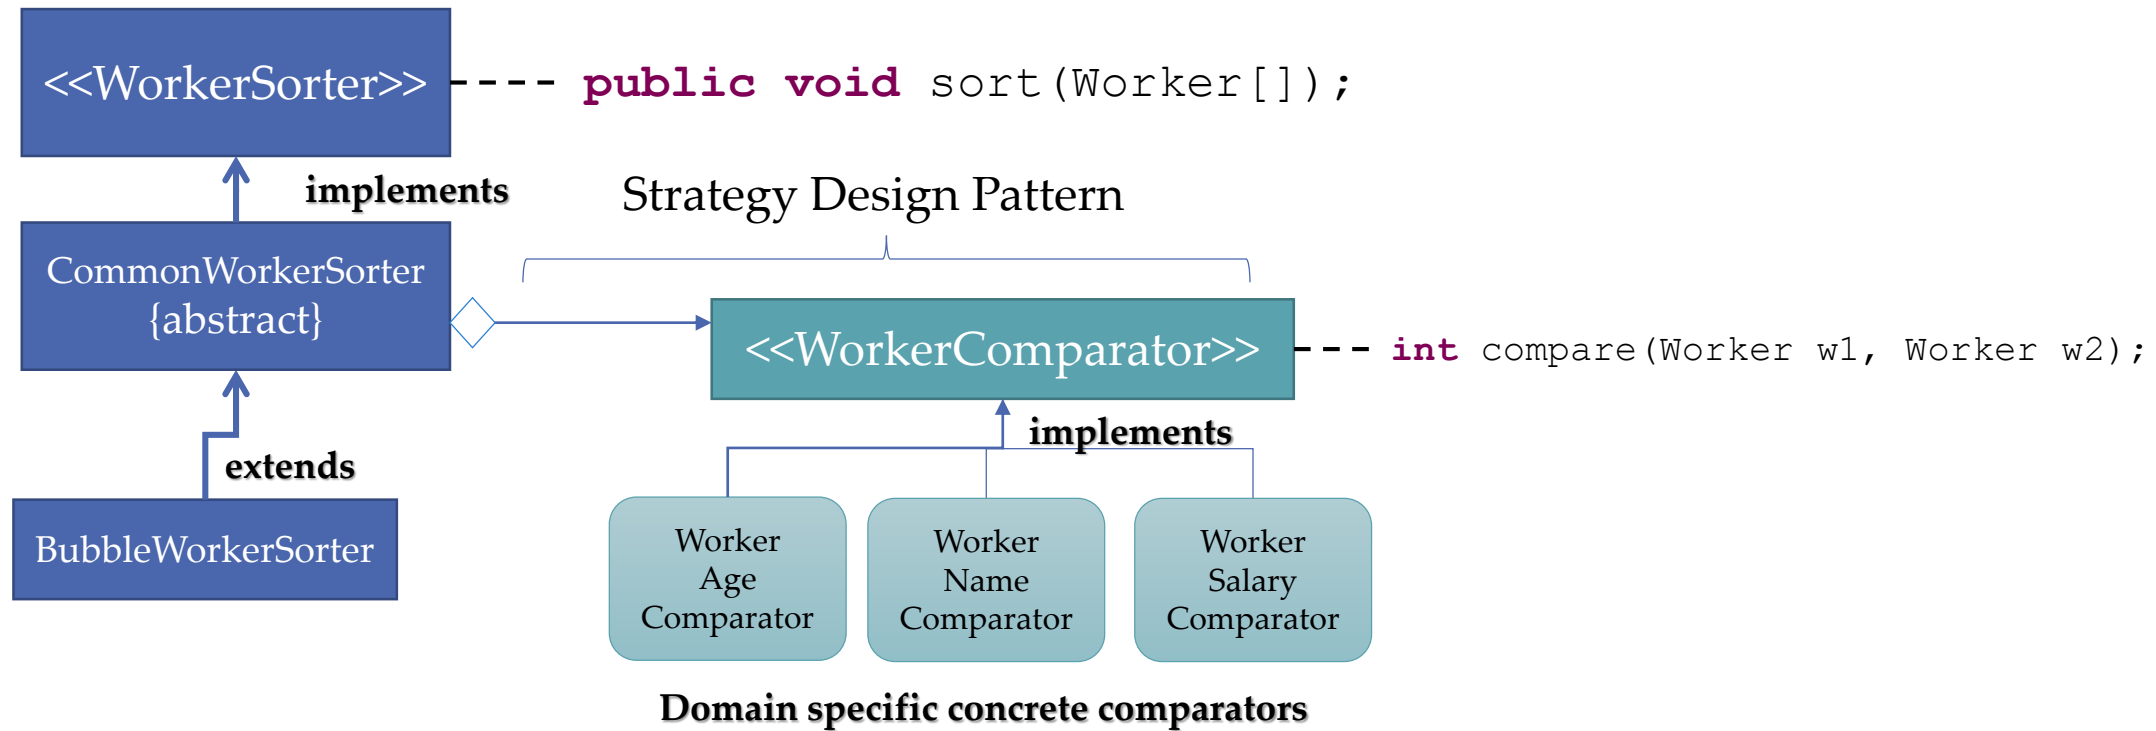 <<WorkerSorter>>
public void sort(Worker[]);
implements
Strategy Design Pattern
CommonWorkerSorter
{abstract}
<<WorkerComparator>>
int compare(Worker w1, Worker w2);
implements
extends
BubbleWorkerSorter
Worker
Age
Comparator
Worker
Name
Comparator
Worker
Salary
Comparator
Domain specific concrete comparators